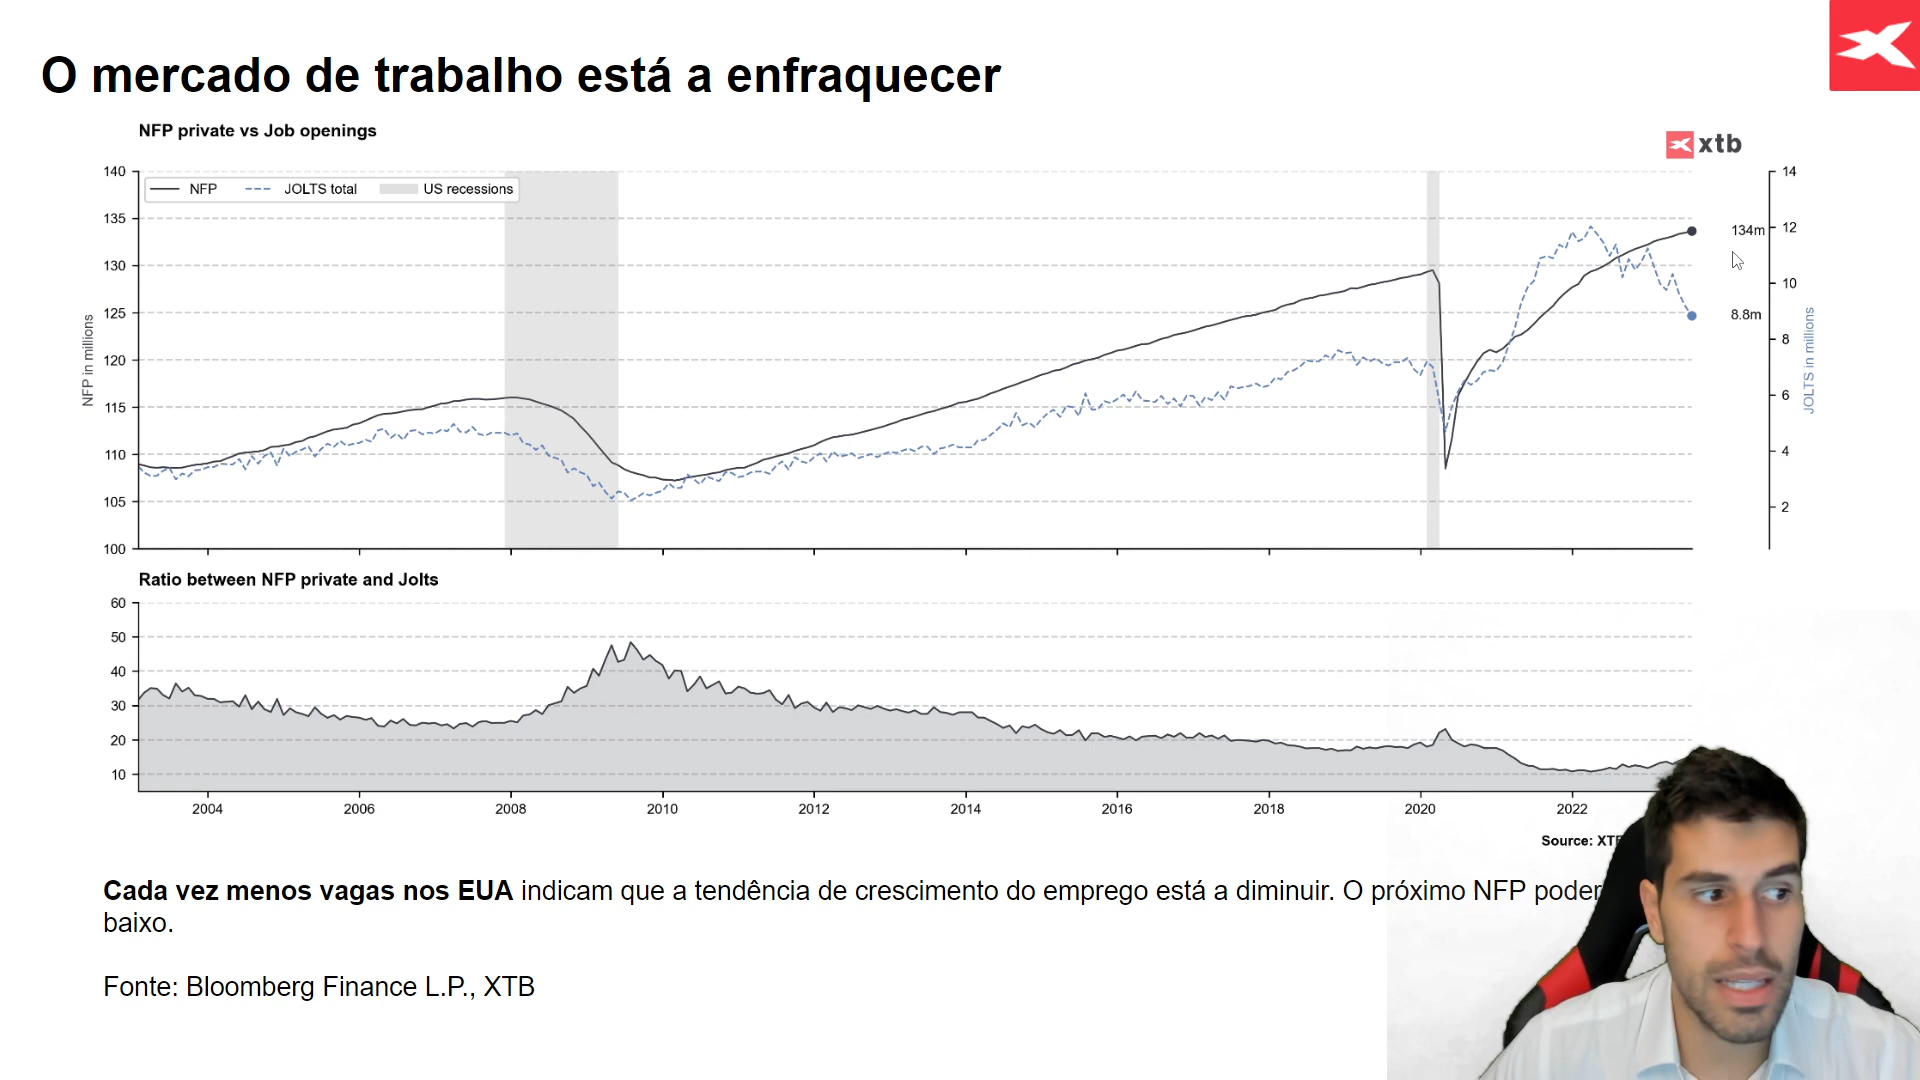 O mercado de trabalho está a enfraquecer
NFP private vs Job openings
xtb
NFP JOLTS total US recessions
140
135
130
125
120
115
110
105
100
NFP in millions
14
12
10
8
6
4
2
JOLTS in millions
134m
8.8m
Ratio between NFP private and Jolts
60
50
40
30
20
10
2004 2006 2008 2010 2012 2014 2016 2018 2020 2022
Source:
Cada vez menos vagas nos EUA indicam que a tendência de crescimento do emprego está a diminuir. O próximo NFP
baixo.
Fonte: Bloomberg Finance L.P., XTB